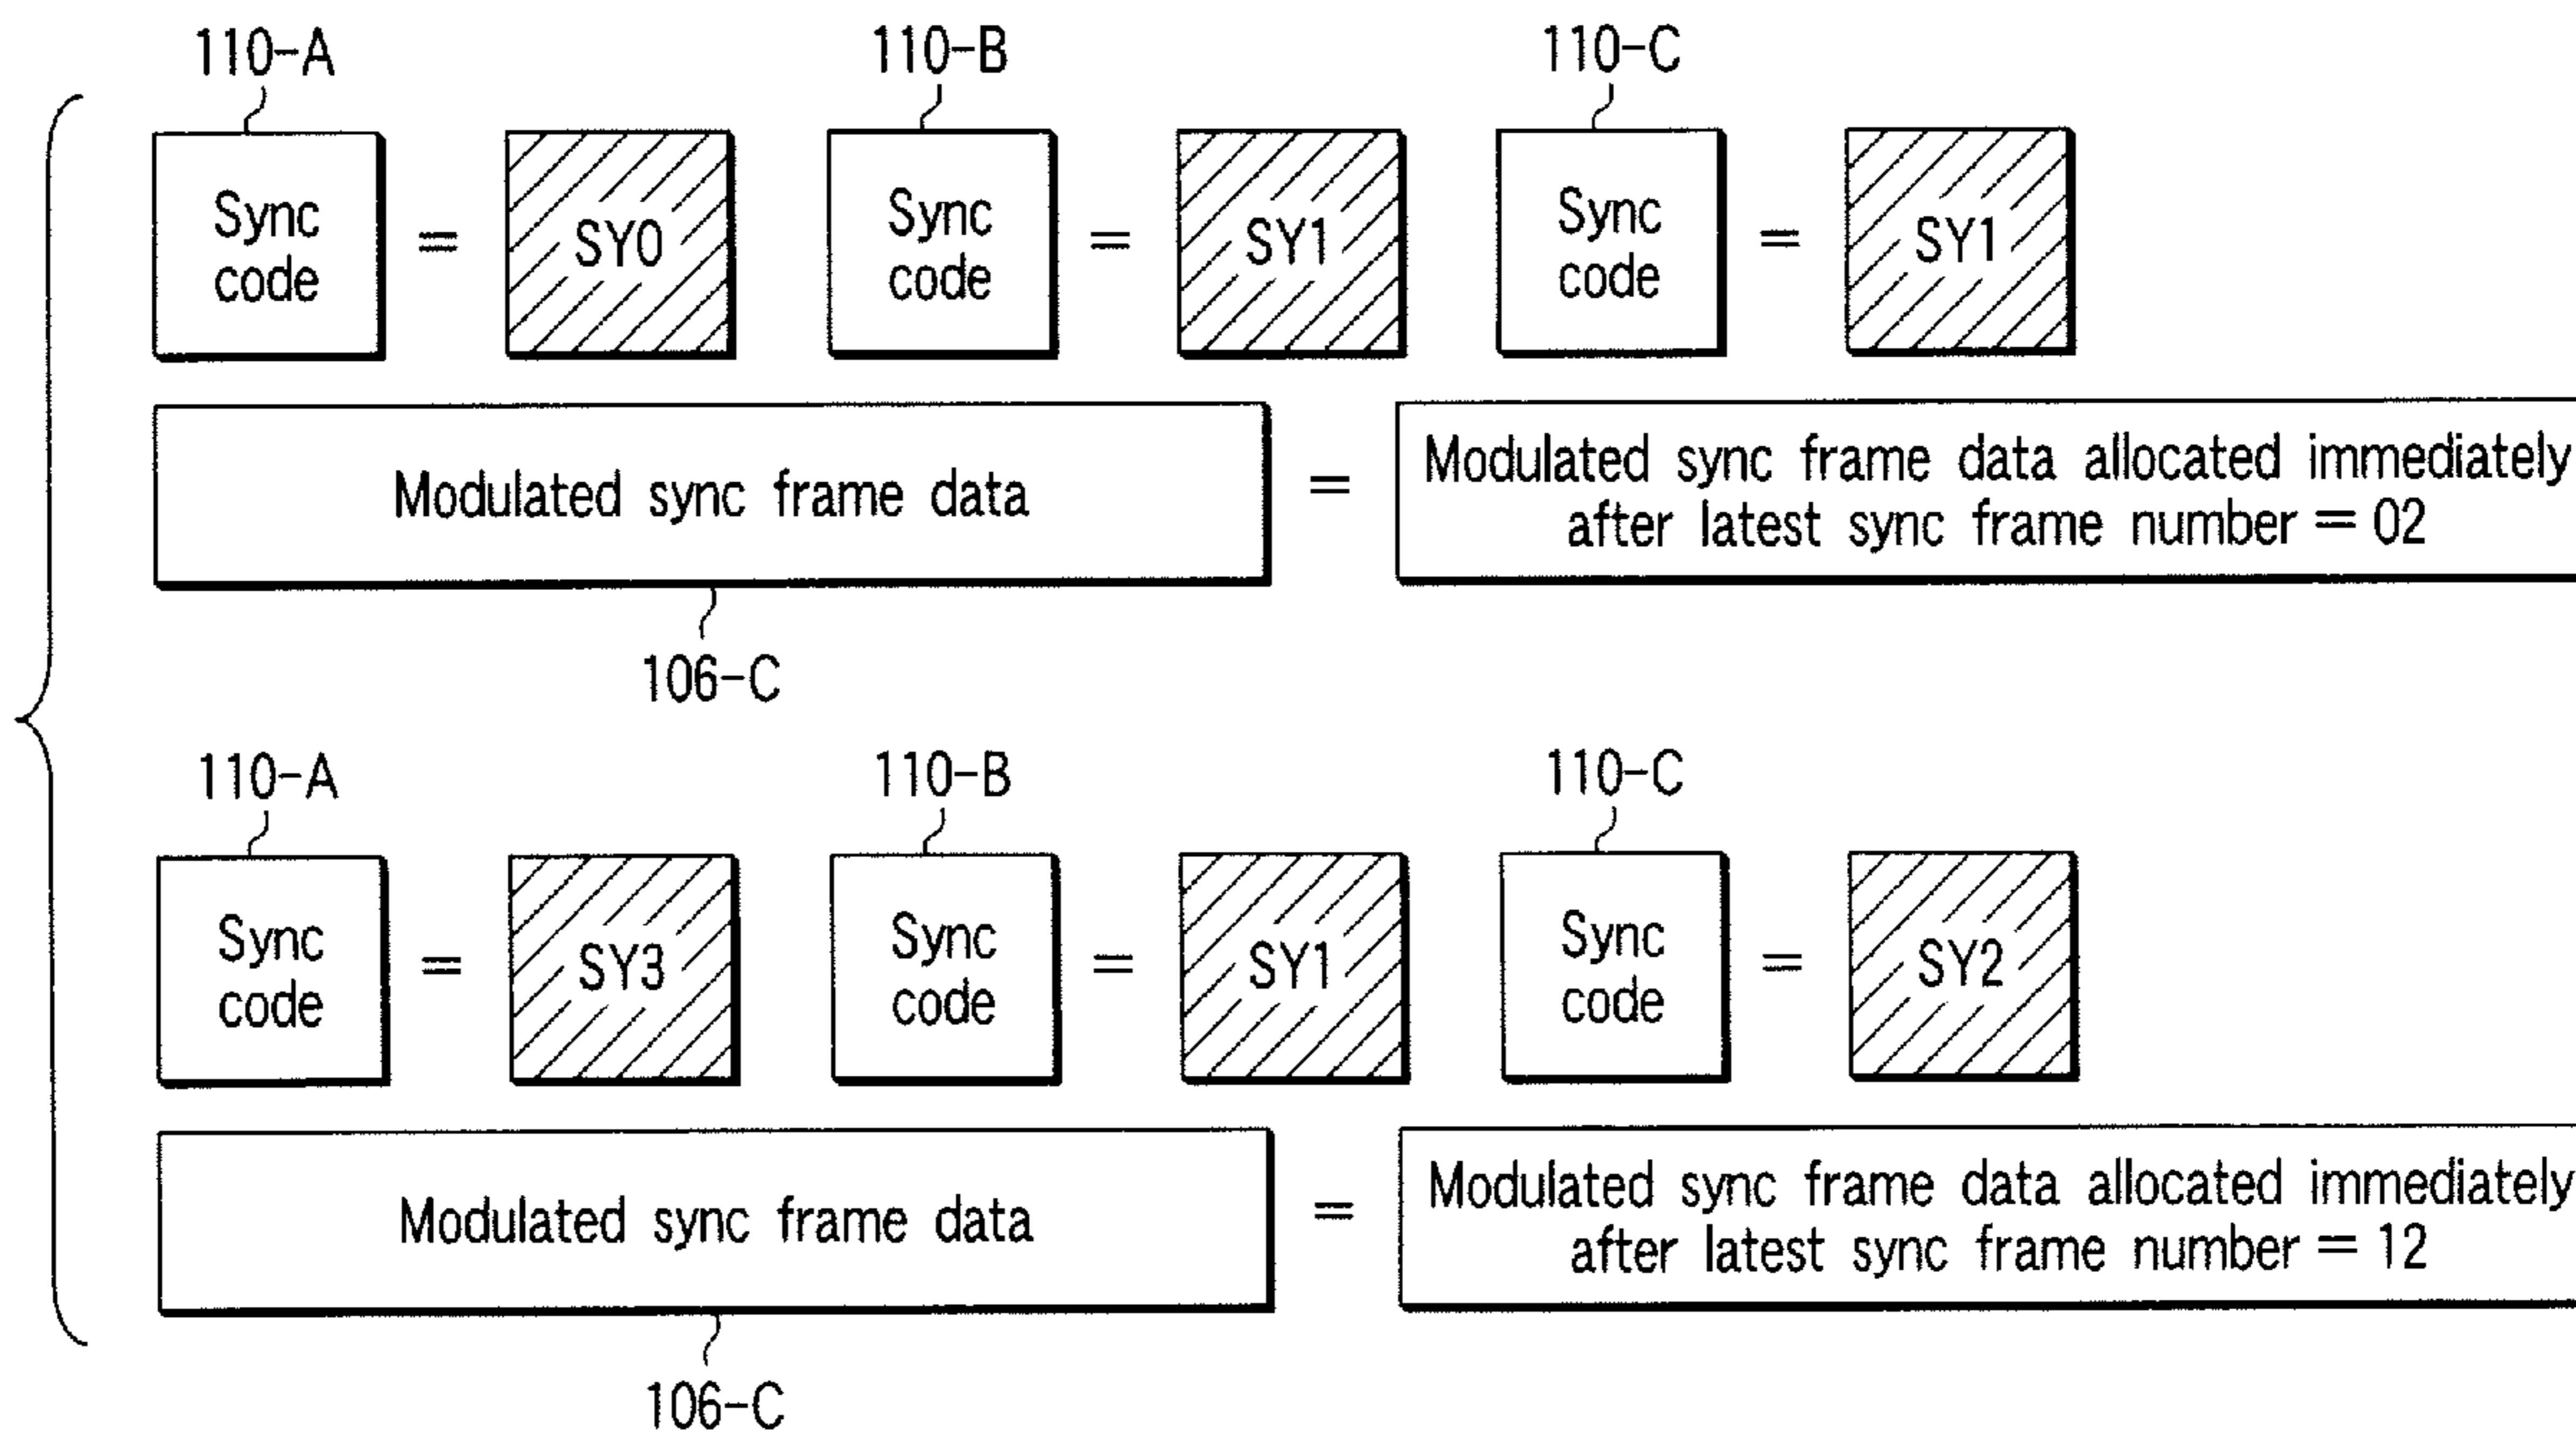 110-A 110-B 110-C
Sync
code
=
SY0
Sync
code
=
SY1
Sync
code
=
SY1
Modulated sync frame data
=
Modulated sync frame data allocated immediately
after latest sync frame number = 02
106-C
110-A 110-B 110-C
Sync
code
=
SY3
Sync
code
=
SY1
Sync
code
=
SY2
Modulated sync frame data
=
Modulated sync frame data allocated immediately
after latest sync frame number = 12
106-C